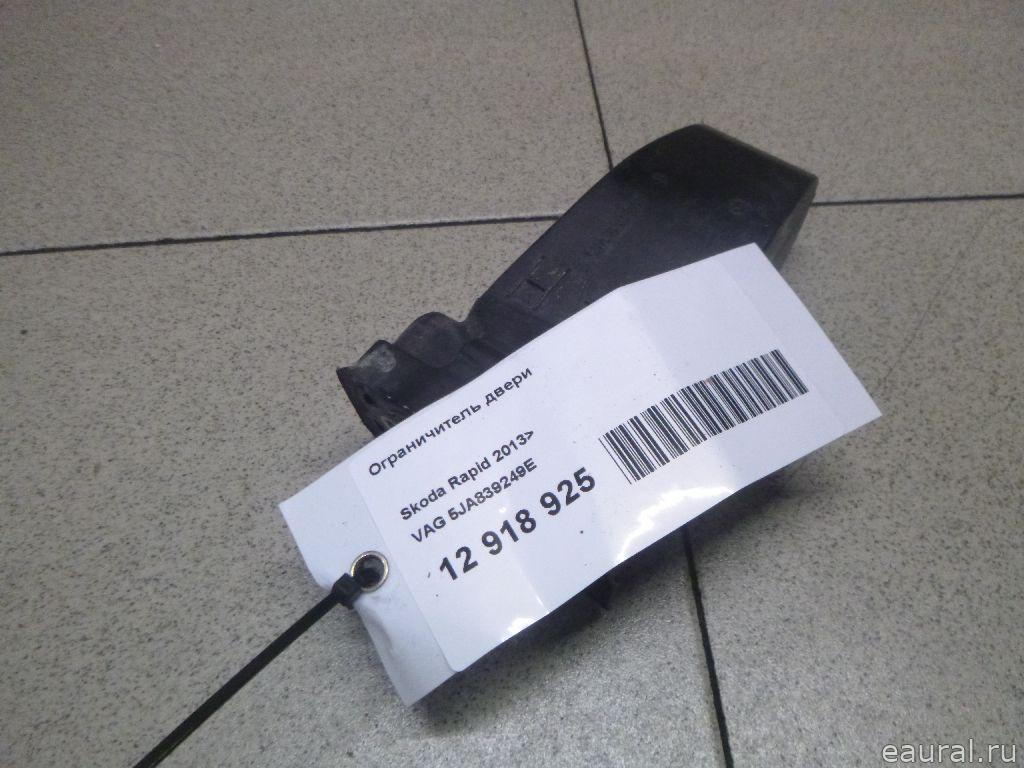 Ограничитель двери
Skoda Rapid 2013>
VAG 5JA839249E
12 918 925
eaural.ru